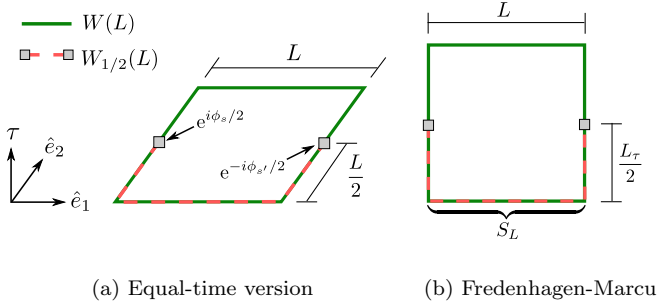 W(L)
W_{1/2}(L)
L
L
e^{iϕ_s/2}
e^{-iϕ_{s'}/2}
L/2
L_τ/2
τ
ê_2
ê_1
S_L
(a) Equal-time version
(b) Fredenhagen-Marcu